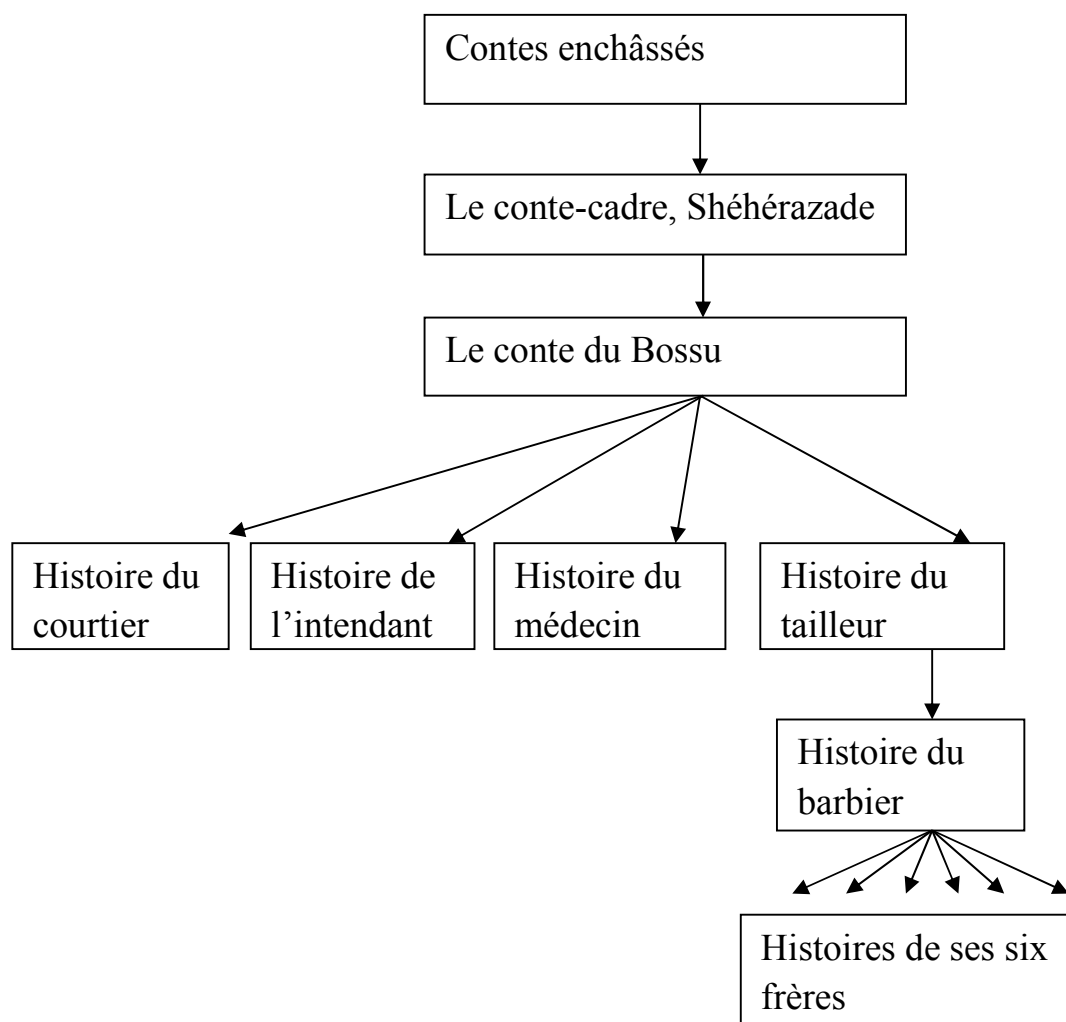 Contes enchâssés
Le conte-cadre, Shéhérazade
Le conte du Bossu
Histoire du
courtier
Histoire de
l’intendant
Histoire du
médecin
Histoire du
tailleur
Histoire du
barbier
Histoires de ses six
frères